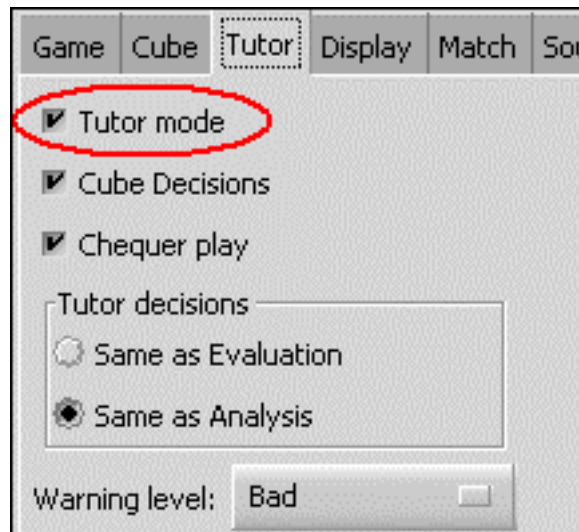 Game Cube Tutor Display Match Sou
Tutor mode
Cube Decisions
Chequer play
Tutor decisions
Same as Evaluation
Same as Analysis
Warning level: Bad